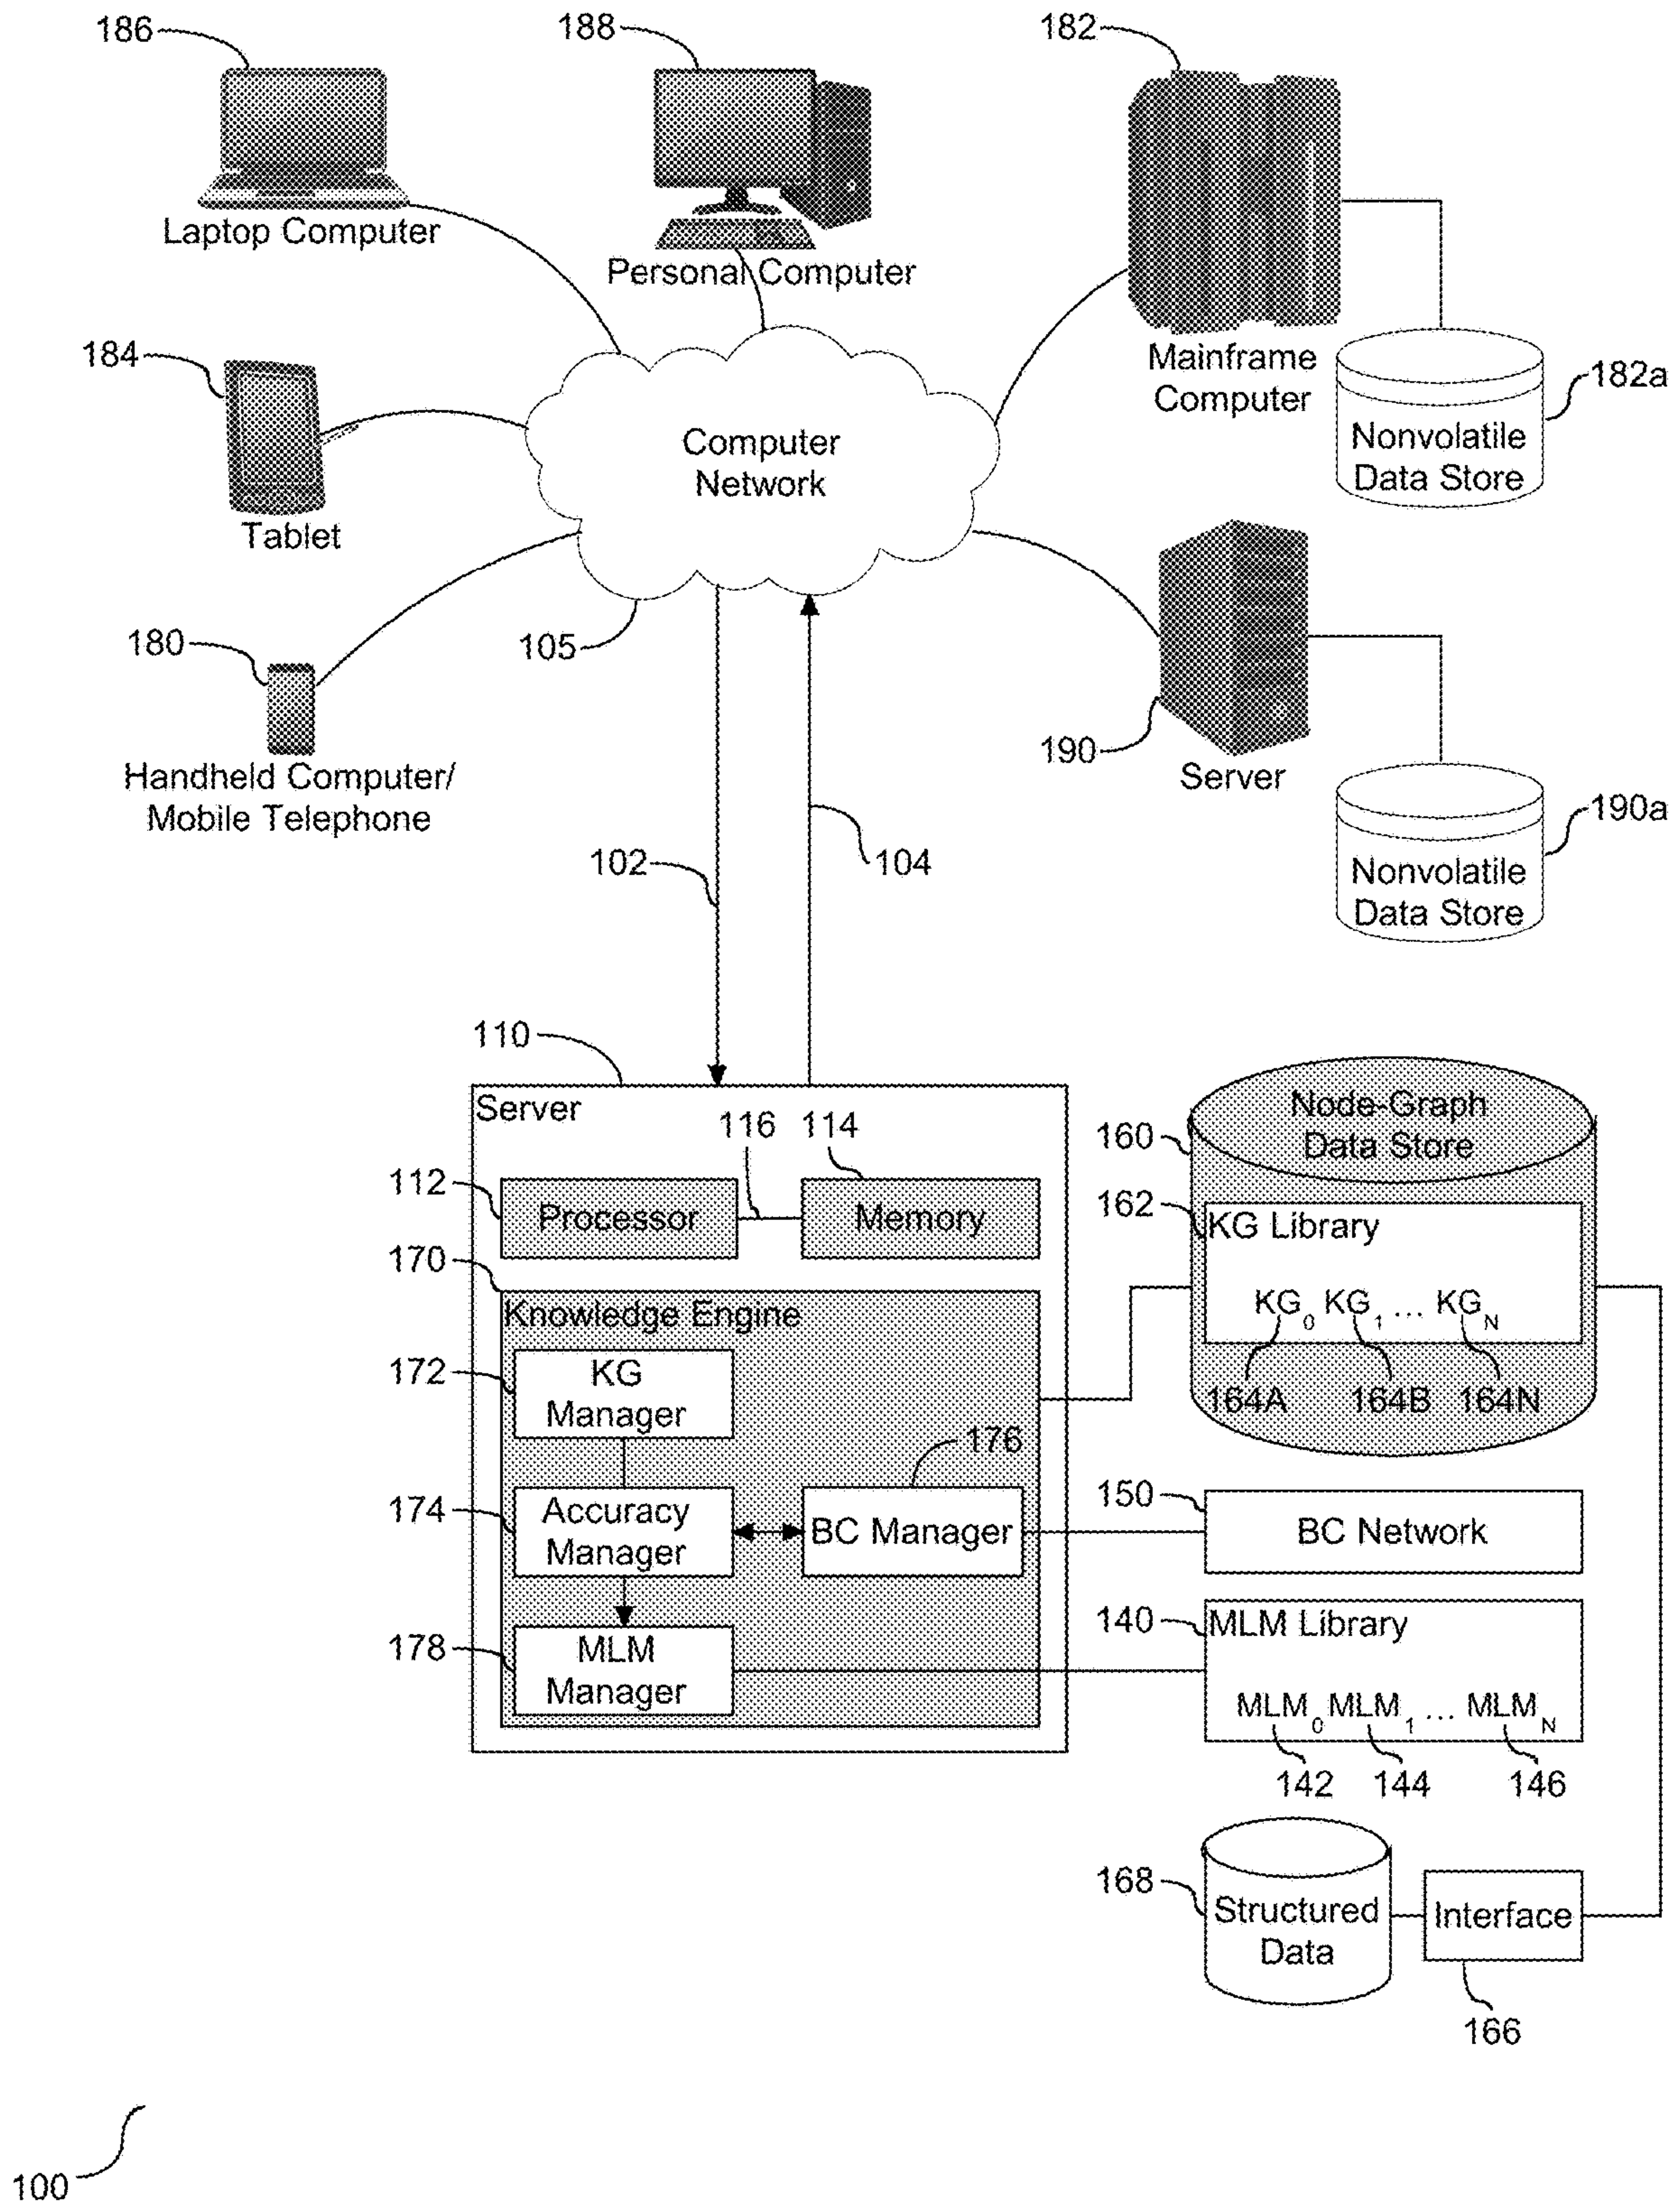 186
188
182
Laptop Computer
Personal Computer
Mainframe
Computer
182a
Nonvolatile
Data Store
184
Tablet
Computer
Network
105
180
Handheld Computer/
Mobile Telephone
190
Server
190a
Nonvolatile
Data Store
102
104
110
Server
116
114
112
Processor
Memory
170
Knowledge Engine
172
KG
Manager
176
174
Accuracy
Manager
BC Manager
178
MLM
Manager
160
Node-Graph
Data Store
162
KG Library
KG0 KG1 ... KGN
164A
164B
164N
150
BC Network
140
MLM Library
MLM0 MLM1 ... MLMN
142
144
146
168
Structured
Data
Interface
166
100